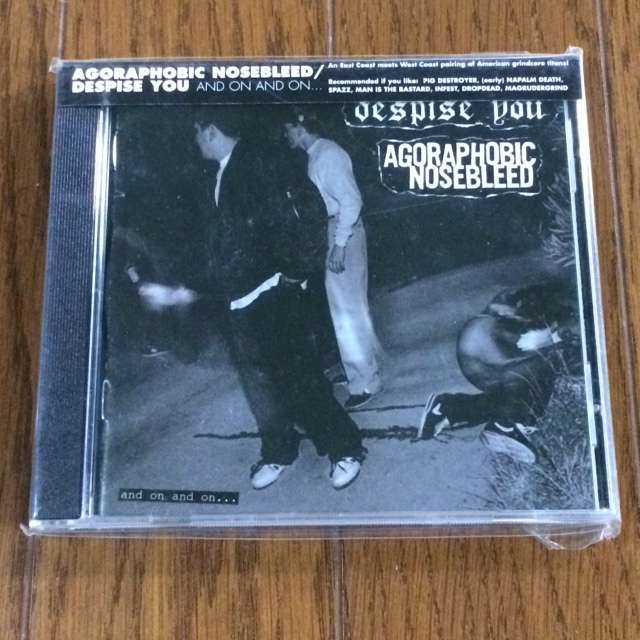 AGORAPHOBIC NOSEBLEED/
DESPISE YOU AND ON AND ON...
An East Coast meets West Coast pairing of American grindcore titans!
Recommended if you like: PIG DESTROYER, (early) NAPALM DEATH,
SPAZZ, MAN IS THE BASTARD, INFEST, DROPDEAD, MAGRUDERGRIND
despise you
AGORAPHOBIC
NOSEBLEED
and on and on...